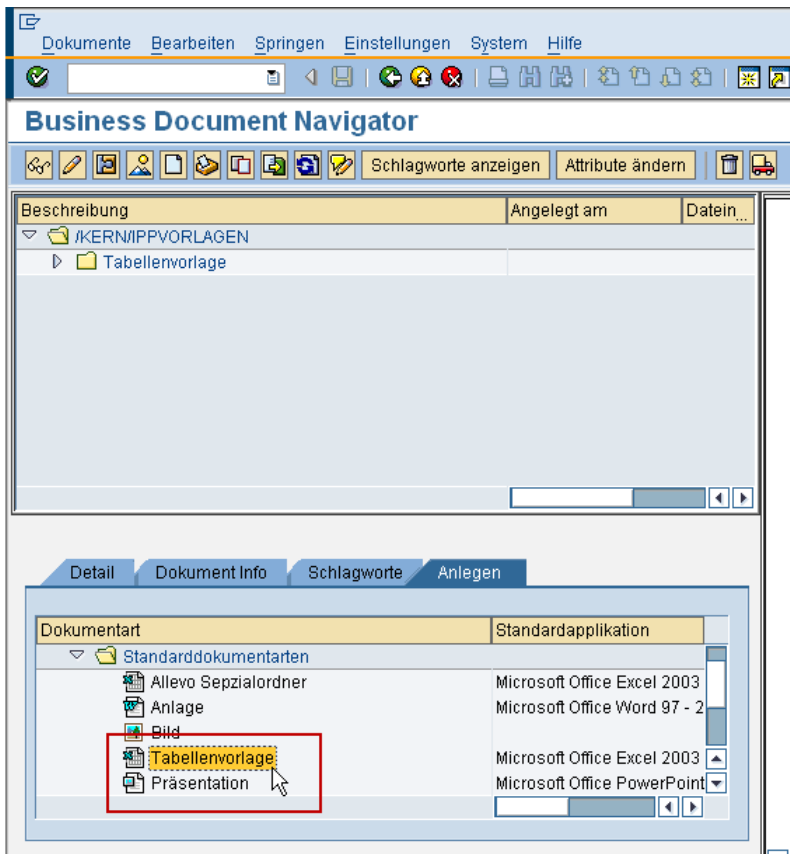 Dokumente Bearbeiten Springen Einstellungen System Hilfe
Business Document Navigator
Schlagworte anzeigen Attribute ändern
Beschreibung Angelegt am Datein...
/KERN/IPPVORLAGEN
Tabellenvorlage
Detail Dokument Info Schlagworte Anlegen
Dokumentart Standardapplikation
Standarddokumentarten
Allevo Sepzialordner Microsoft Office Excel 2003
Anlage Microsoft Office Word 97 - 2
Bild
Tabellenvorlage Microsoft Office Excel 2003
Präsentation Microsoft Office PowerPoint